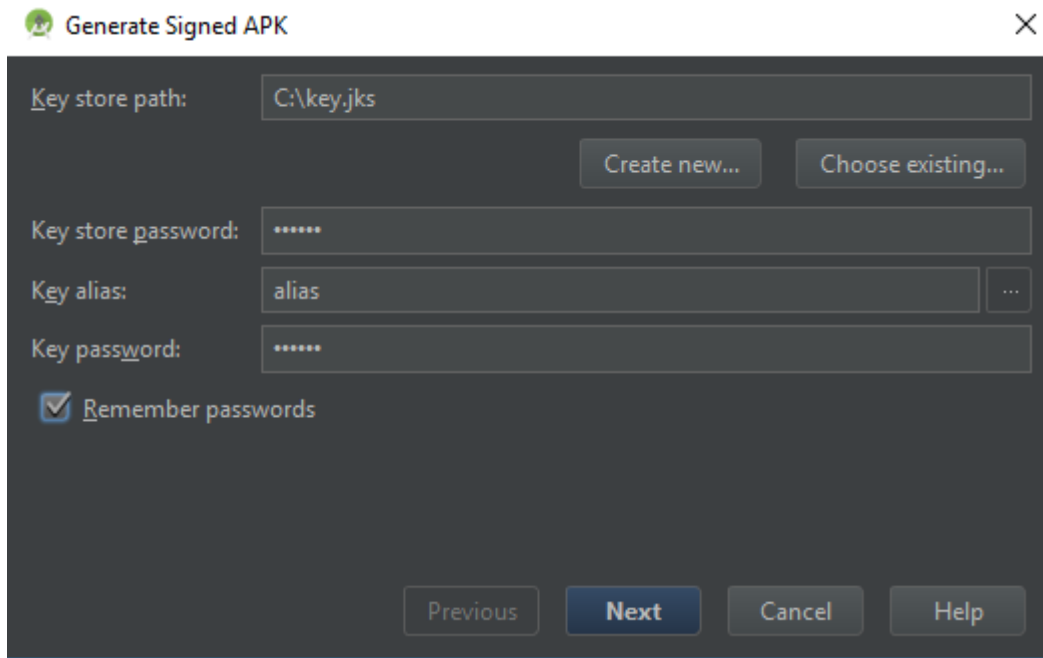 Generate Signed APK
Key store path: C:\key.jks
Create new... Choose existing...
Key store password: ••••••
Key alias: alias ...
Key password: ••••••
Remember passwords
Previous Next Cancel Help